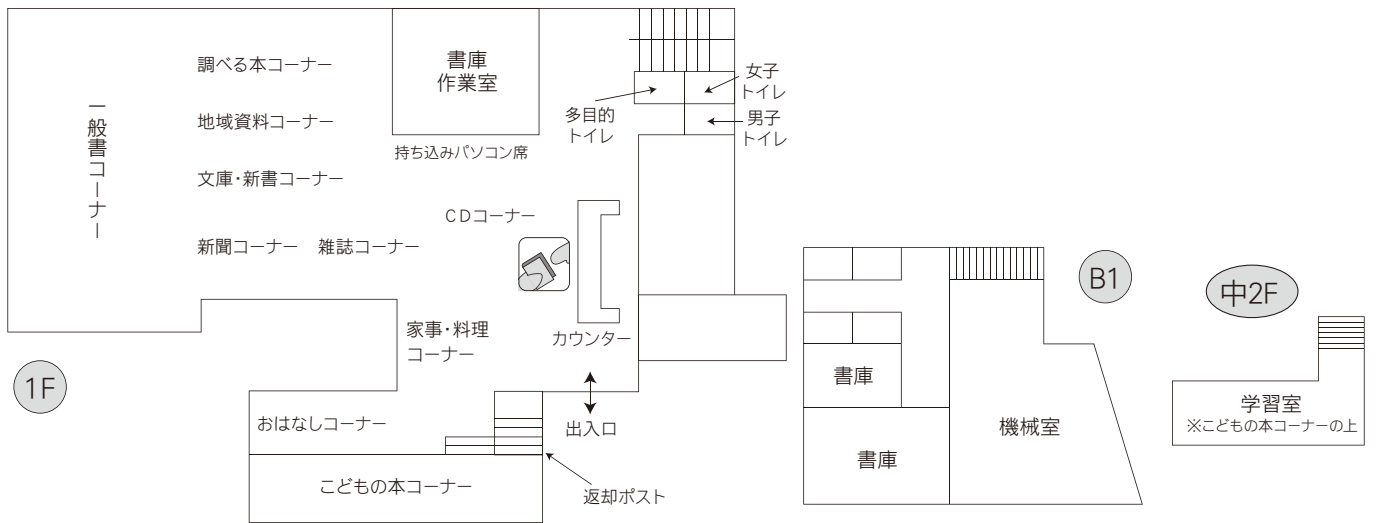 調べる本コーナー
書庫
作業室
女子
トイレ
多目的
トイレ
男子
トイレ
一般書コーナー
地域資料コーナー
持ち込みパソコン席
文庫・新書コーナー
CDコーナー
新聞コーナー 雑誌コーナー
家事・料理
コーナー
カウンター
1F
おはなしコーナー
出入口
こどもの本コーナー
返却ポスト
B1
書庫
書庫
機械室
中2F
学習室
※こどもの本コーナーの上